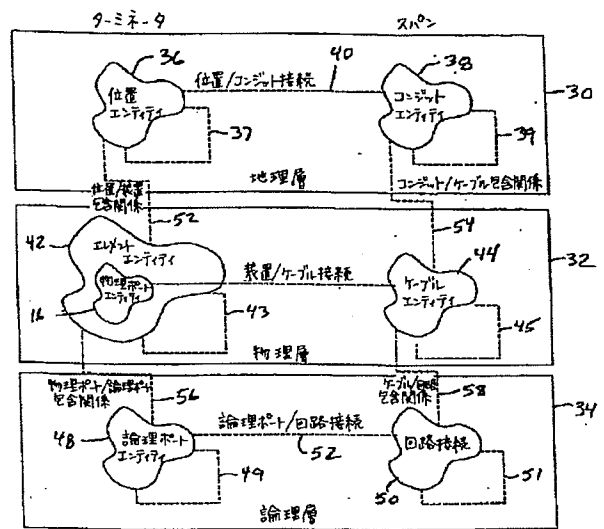 ターミネータ スパン
36 位置/コンジット接続 40 38
位置
エンティティ
コンジット
エンティティ
30
37 39
地理層
位置/装置
包含関係
コンジット/ケーブル包含関係
52 54
42 エレメント
エンティティ
44
物理ポート
エンティティ
装置/ケーブル接続
ケーブル
エンティティ
32
16 43 45
物理層
物理ポート/論理ポート
包含関係
56
ケーブル/回路
包含関係
58
34
48 論理ポート
エンティティ
論理ポート/回路接続
52
回路接続
49 50 51
論理層